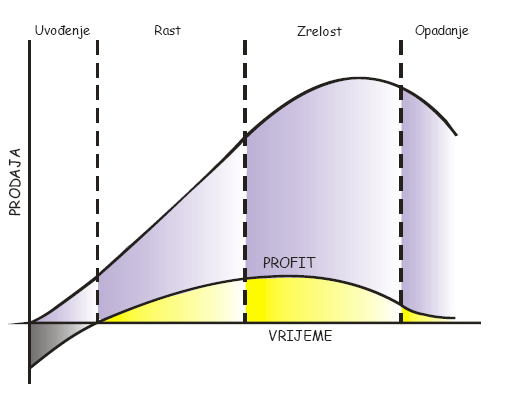 Uvođenje
Rast
Zrelost
Opadanje
PRODAJA
PROFIT
VRIJEME